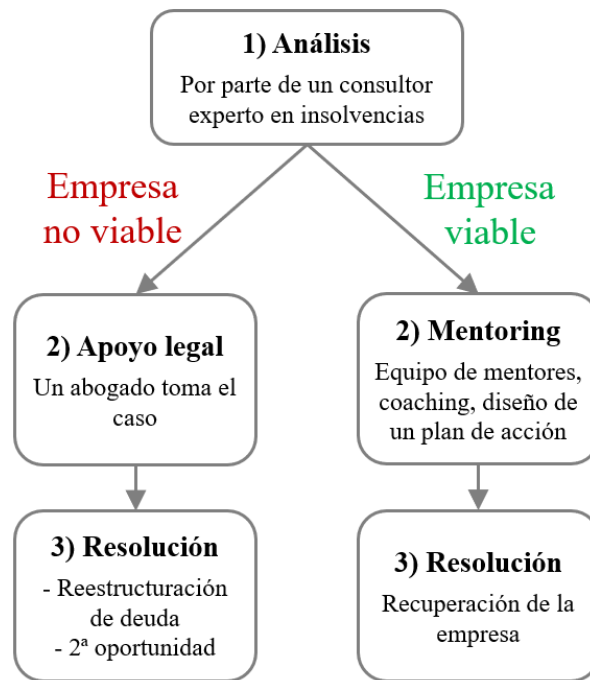 1) Análisis
Por parte de un consultor
experto en insolvencias
Empresa
no viable
Empresa
viable
2) Apoyo legal
Un abogado toma el
caso
2) Mentoring
Equipo de mentores,
coaching, diseño de
un plan de acción
3) Resolución
- Reestructuración
de deuda
- 2ª oportunidad
3) Resolución
Recuperación de la
empresa